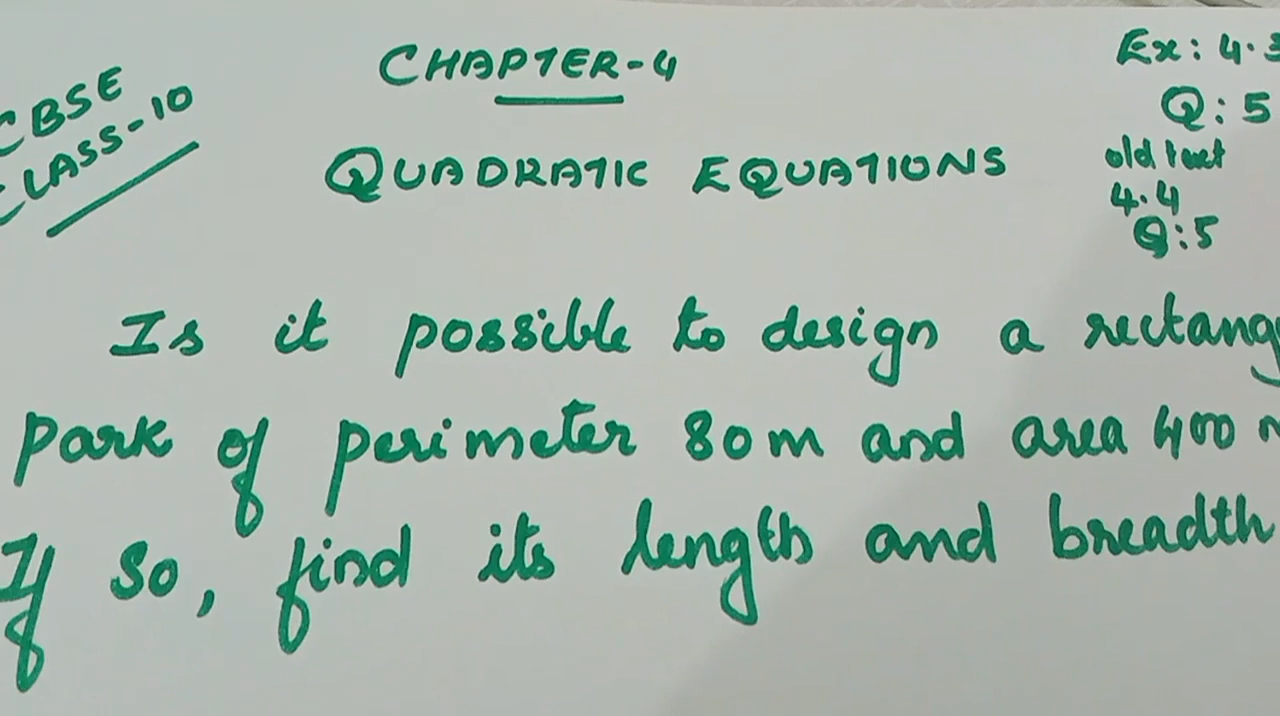 CBSE
CLASS-10
CHAPTER-4
QUADRATIC EQUATIONS
Ex: 4.3
Q: 5
old text
4.4
Q:5
Is it possible to design a rectang
park of perimeter 80m and area 400 m
If so, find its length and breadth